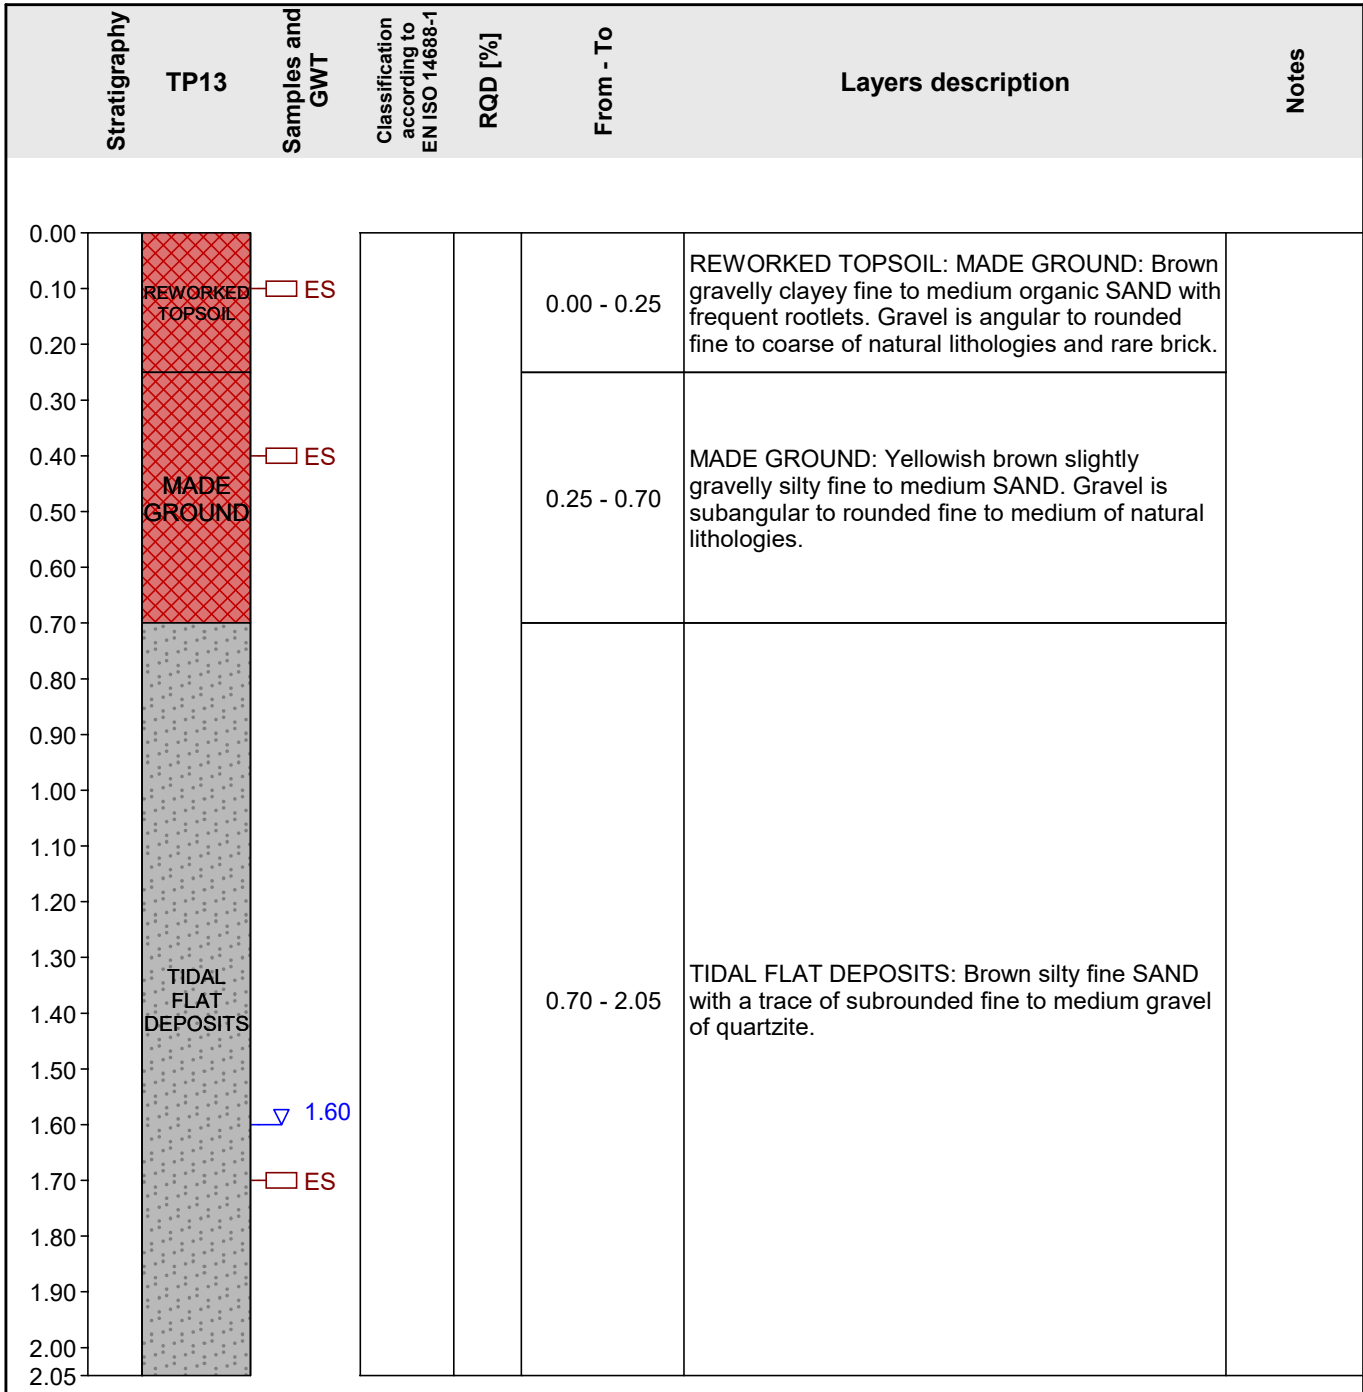 Stratigraphy
TP13
Samples and
GWT
Classification
according to
EN ISO 14688-1
RQD [%]
From - To
Layers description
Notes
0.00
0.10
0.20
0.30
0.40
0.50
0.60
0.70
0.80
0.90
1.00
1.10
1.20
1.30
1.40
1.50
1.60
1.70
1.80
1.90
2.00
2.05
REWORKED
TOPSOIL
MADE
GROUND
TIDAL
FLAT
DEPOSITS
ES
ES
1.60
ES
0.00 - 0.25
REWORKED TOPSOIL: MADE GROUND: Brown
gravelly clayey fine to medium organic SAND with
frequent rootlets. Gravel is angular to rounded
fine to coarse of natural lithologies and rare brick.
0.25 - 0.70
MADE GROUND: Yellowish brown slightly
gravelly silty fine to medium SAND. Gravel is
subangular to rounded fine to medium of natural
lithologies.
0.70 - 2.05
TIDAL FLAT DEPOSITS: Brown silty fine SAND
with a trace of subrounded fine to medium gravel
of quartzite.